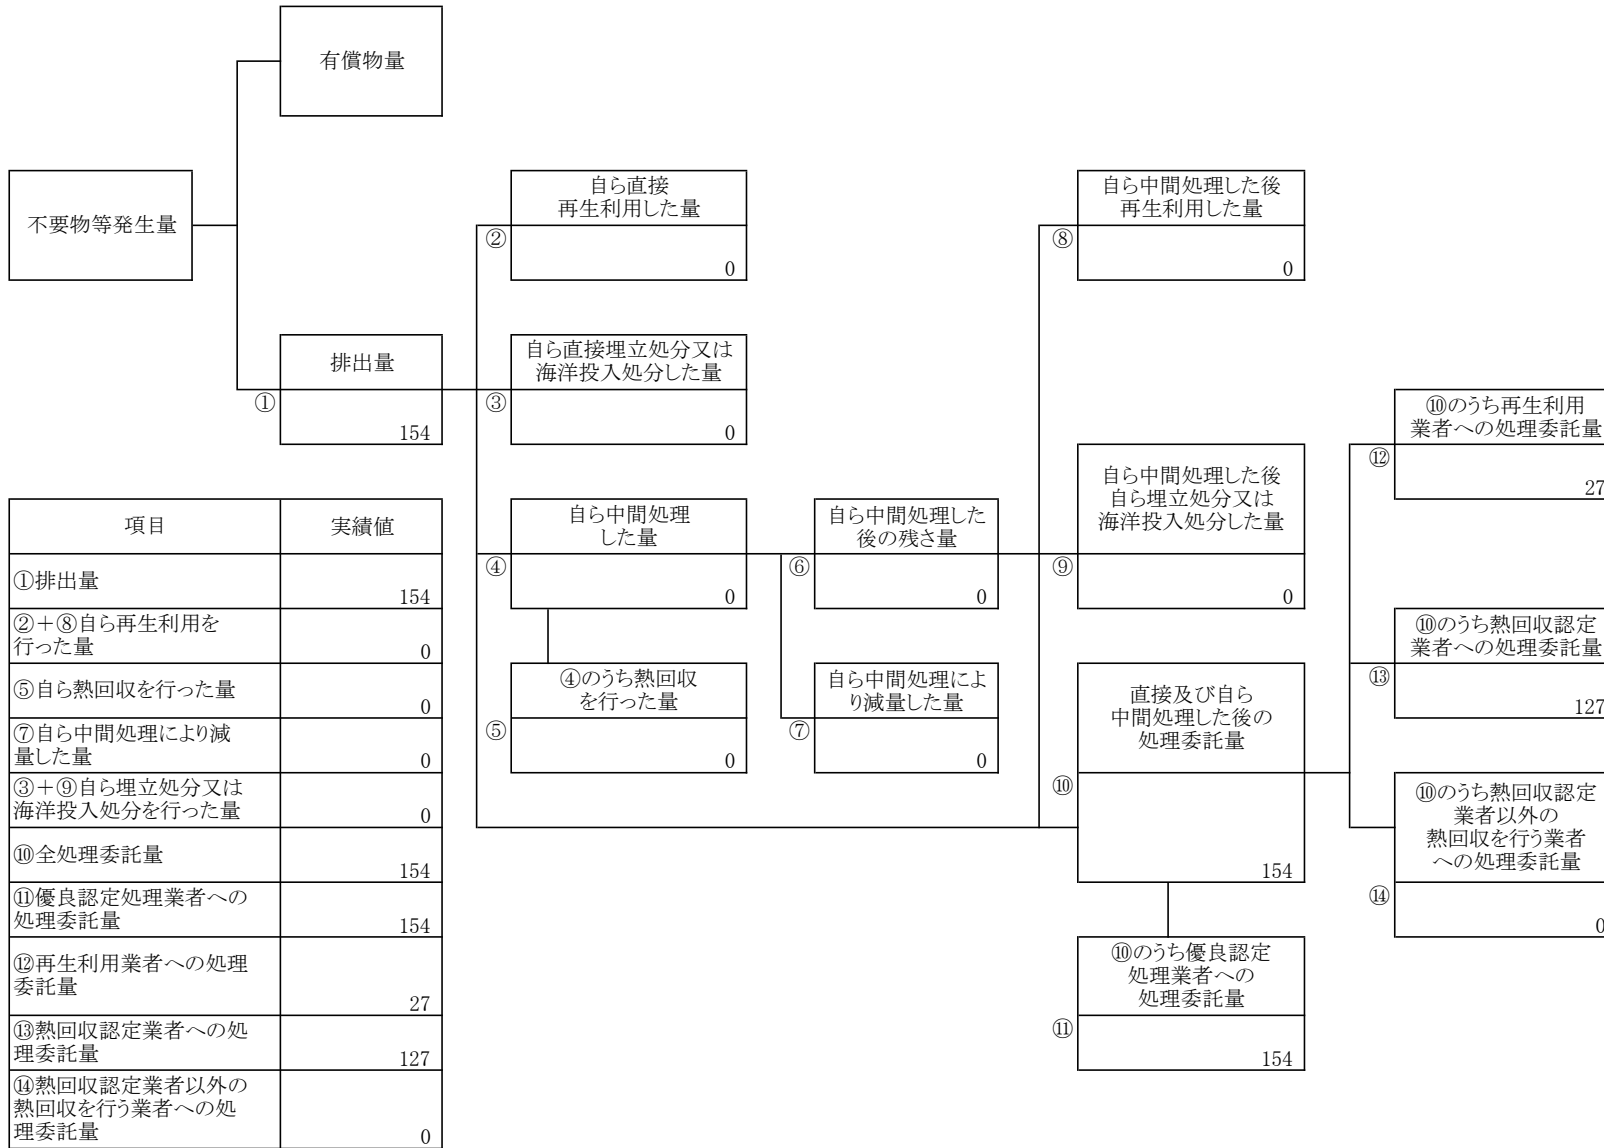 有償物量
不要物等発生量
自ら直接
再生利用した量
②
0
自ら中間処理した後
再生利用した量
⑧
0
排出量
①
154
自ら直接埋立処分又は
海洋投入処分した量
③
0
⑩のうち再生利用
業者への処理委託量
⑫
27
自ら中間処理
した量
④
0
自ら中間処理した
後の残さ量
⑥
0
自ら中間処理した後
自ら埋立処分又は
海洋投入処分した量
⑨
0
⑩のうち熱回収認定
業者への処理委託量
⑬
127
④のうち熱回収
を行った量
⑤
0
自ら中間処理によ
り減量した量
⑦
0
直接及び自ら
中間処理した後の
処理委託量
⑩
154
⑩のうち熱回収認定
業者以外の
熱回収を行う業者
への処理委託量
⑭
0
⑩のうち優良認定
処理業者への
処理委託量
⑪
154
項目 実績値
①排出量
154
②+⑧自ら再生利用を
行った量
0
⑤自ら熱回収を行った量
0
⑦自ら中間処理により減
量した量
0
③+⑨自ら埋立処分又は
海洋投入処分を行った量
0
⑩全処理委託量
154
⑪優良認定処理業者への
処理委託量
154
⑫再生利用業者への処理
委託量
27
⑬熱回収認定業者への処
理委託量
127
⑭熱回収認定業者以外の
熱回収を行う業者への処
理委託量
0